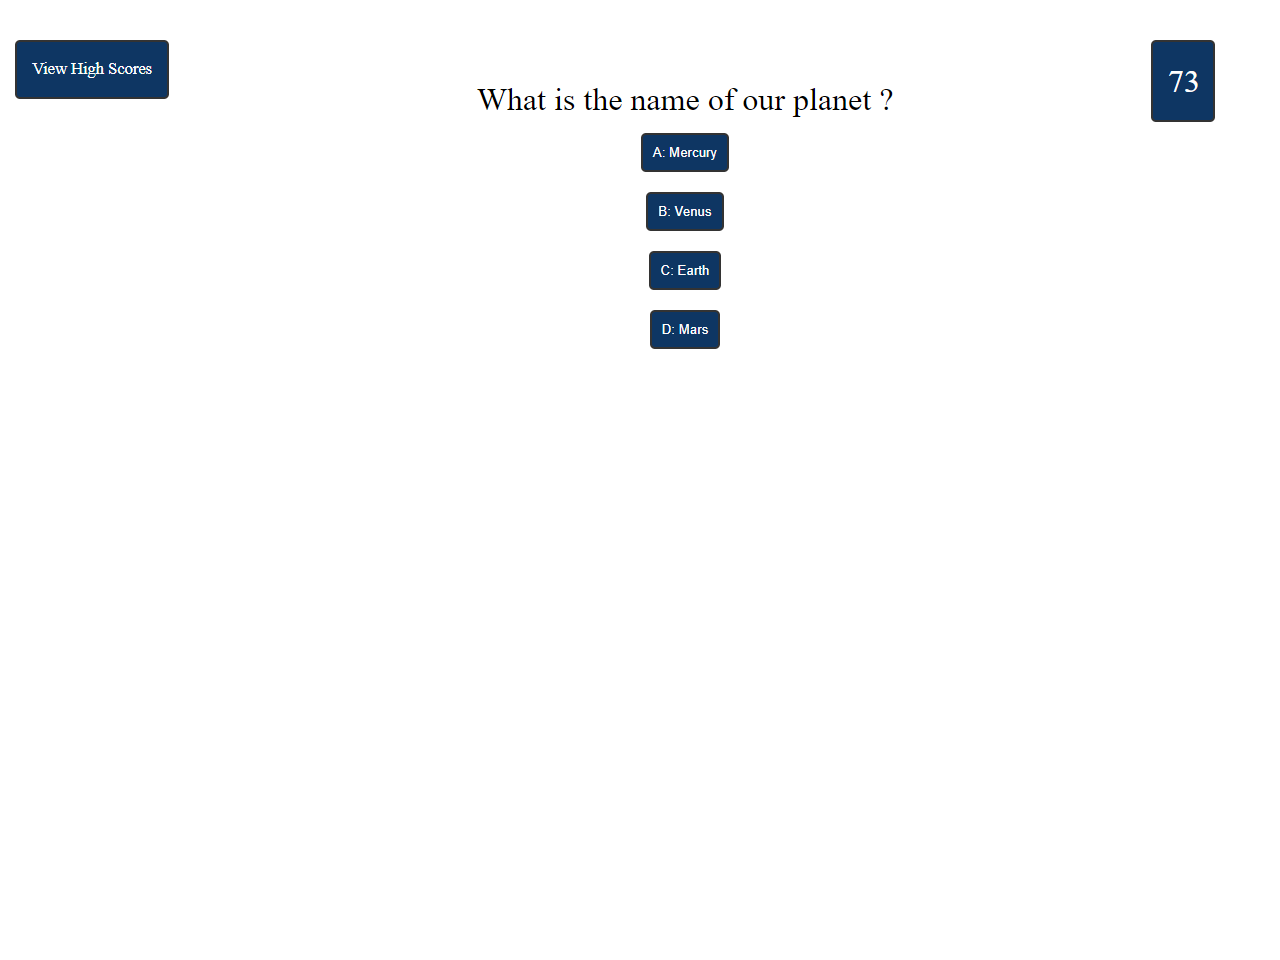 View High Scores
73
What is the name of our planet ?
A: Mercury
B: Venus
C: Earth
D: Mars